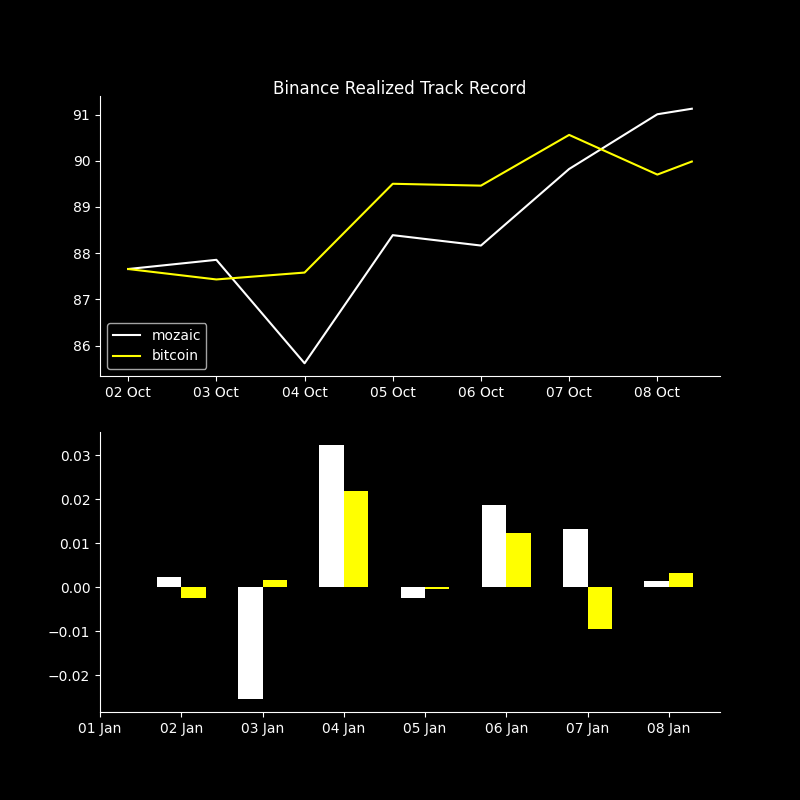 Binance Realized Track Record
91
90
89
88
87
86
mozaic
bitcoin
02 Oct 03 Oct 04 Oct 05 Oct 06 Oct 07 Oct 08 Oct
0.03
0.02
0.01
0.00
−0.01
−0.02
01 Jan 02 Jan 03 Jan 04 Jan 05 Jan 06 Jan 07 Jan 08 Jan